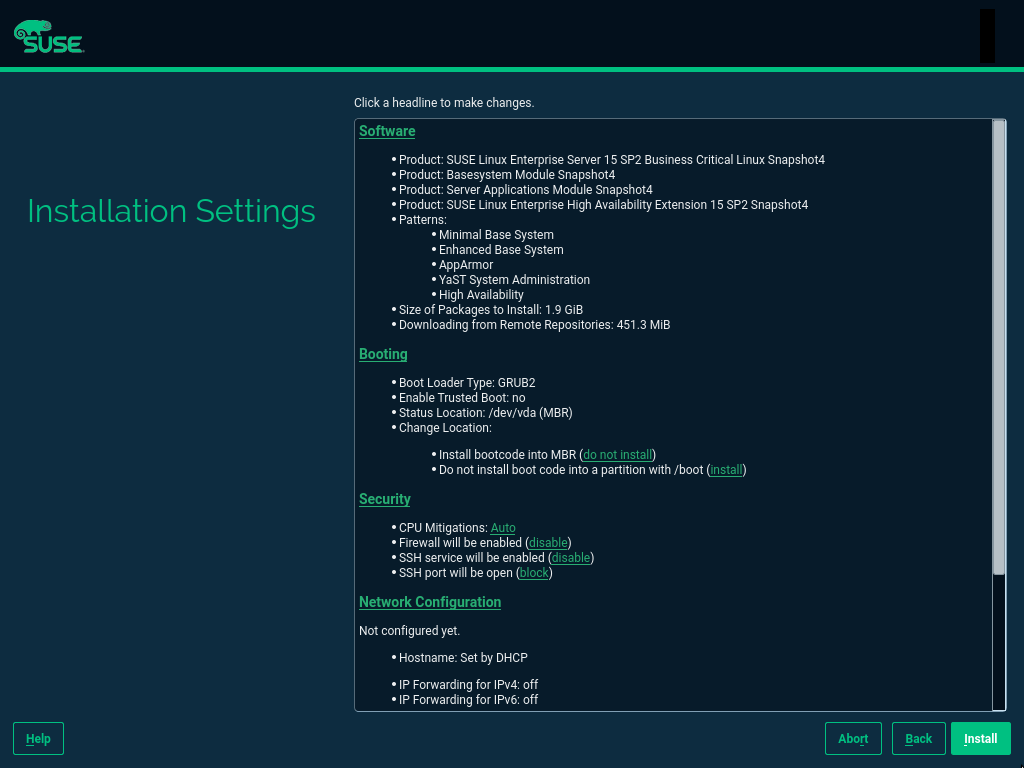 SUSE
Click a headline to make changes.
Installation Settings
Software
• Product: SUSE Linux Enterprise Server 15 SP2 Business Critical Linux Snapshot4
• Product: Basesystem Module Snapshot4
• Product: Server Applications Module Snapshot4
• Product: SUSE Linux Enterprise High Availability Extension 15 SP2 Snapshot4
• Patterns:
• Minimal Base System
• Enhanced Base System
• AppArmor
• YaST System Administration
• High Availability
• Size of Packages to Install: 1.9 GiB
• Downloading from Remote Repositories: 451.3 MiB
Booting
• Boot Loader Type: GRUB2
• Enable Trusted Boot: no
• Status Location: /dev/vda (MBR)
• Change Location:
• Install bootcode into MBR (do not install)
• Do not install boot code into a partition with /boot (install)
Security
• CPU Mitigations: Auto
• Firewall will be enabled (disable)
• SSH service will be enabled (disable)
• SSH port will be open (block)
Network Configuration
Not configured yet.
• Hostname: Set by DHCP
• IP Forwarding for IPv4: off
• IP Forwarding for IPv6: off
Help
Abort
Back
Install